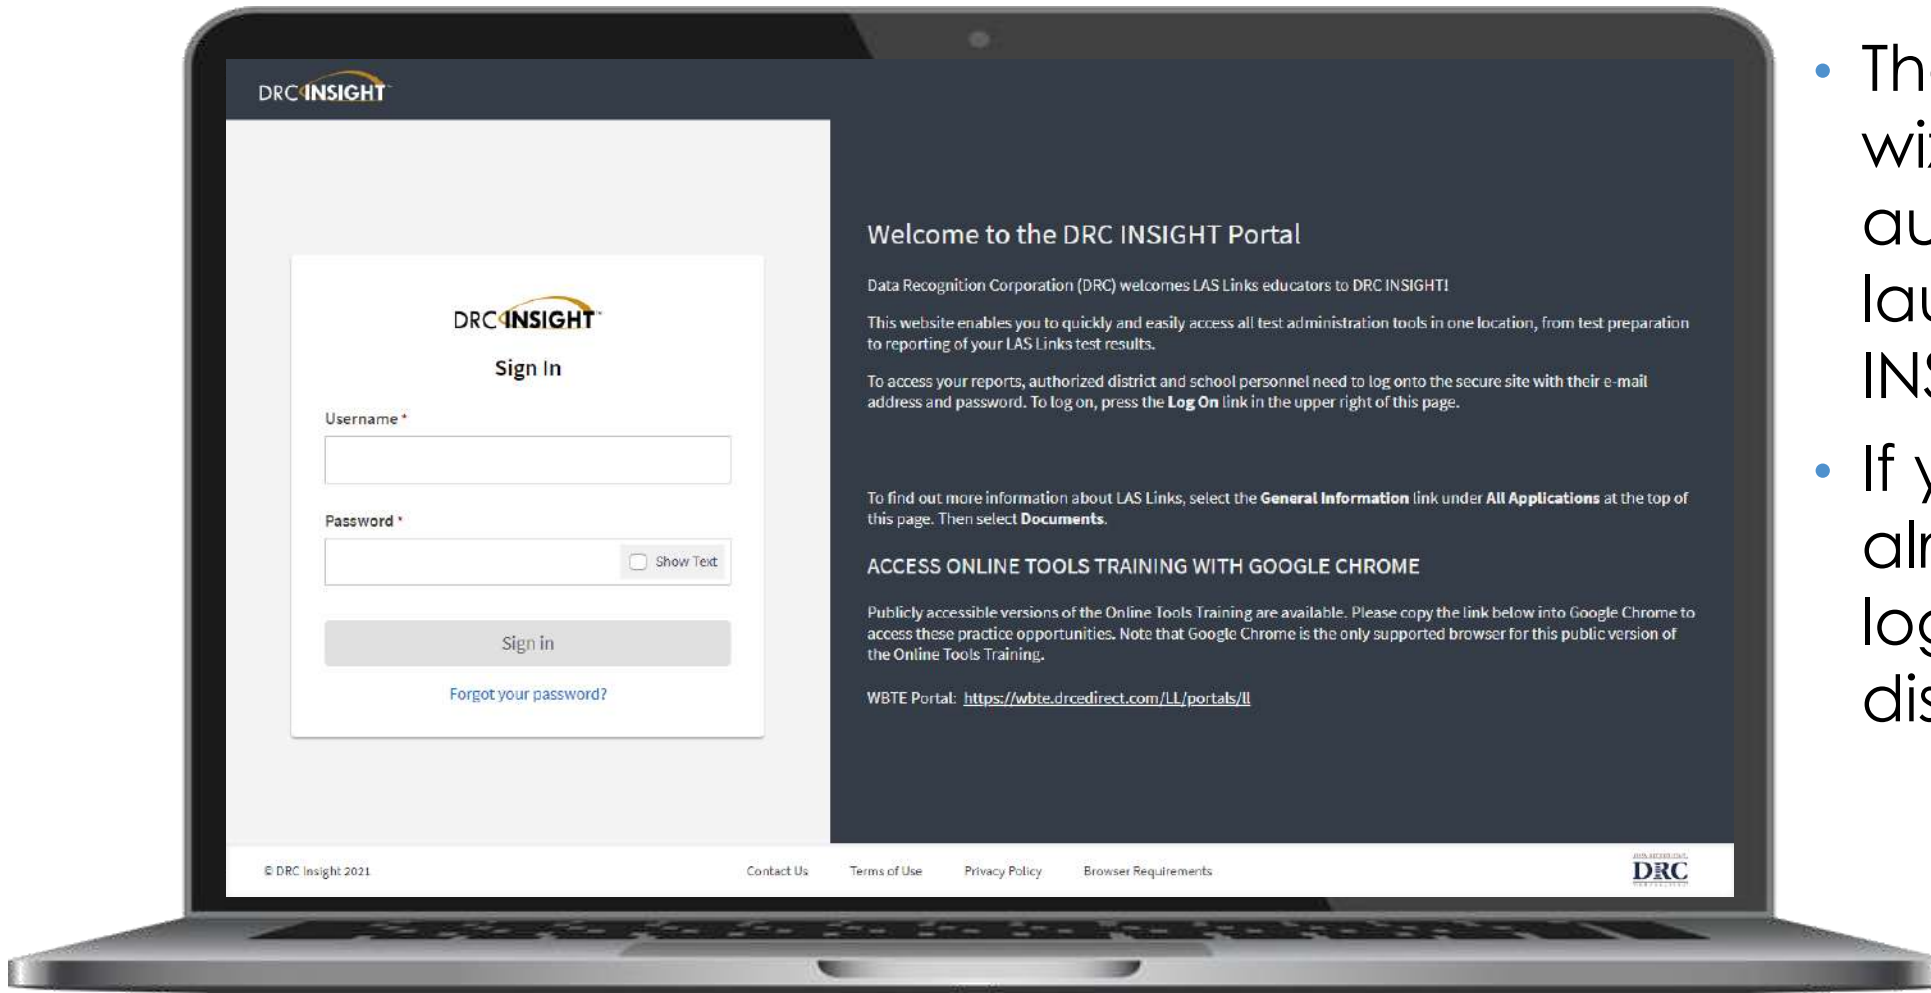 DRC INSIGHT
DRC INSIGHT
Sign In
Username *
Password *
Show Text
Sign in
Forgot your password?
Welcome to the DRC INSIGHT Portal
Data Recognition Corporation (DRC) welcomes LAS Links educators to DRC INSIGHT!
This website enables you to quickly and easily access all test administration tools in one location, from test preparation
to reporting of your LAS Links test results.
To access your reports, authorized district and school personnel need to log onto the secure site with their e-mail
address and password. To log on, press the Log On link in the upper right of this page.
To find out more information about LAS Links, select the General Information link under All Applications at the top of
this page. Then select Documents.
ACCESS ONLINE TOOLS TRAINING WITH GOOGLE CHROME
Publicly accessible versions of the Online Tools Training are available. Please copy the link below into Google Chrome to
access these practice opportunities. Note that Google Chrome is the only supported browser for this public version of
the Online Tools Training.
WBTE Portal: https://wbte.drcedirect.com/LL/portals/ll
© DRC Insight 2021
Contact Us Terms of Use Privacy Policy Browser Requirements
DRC
• If